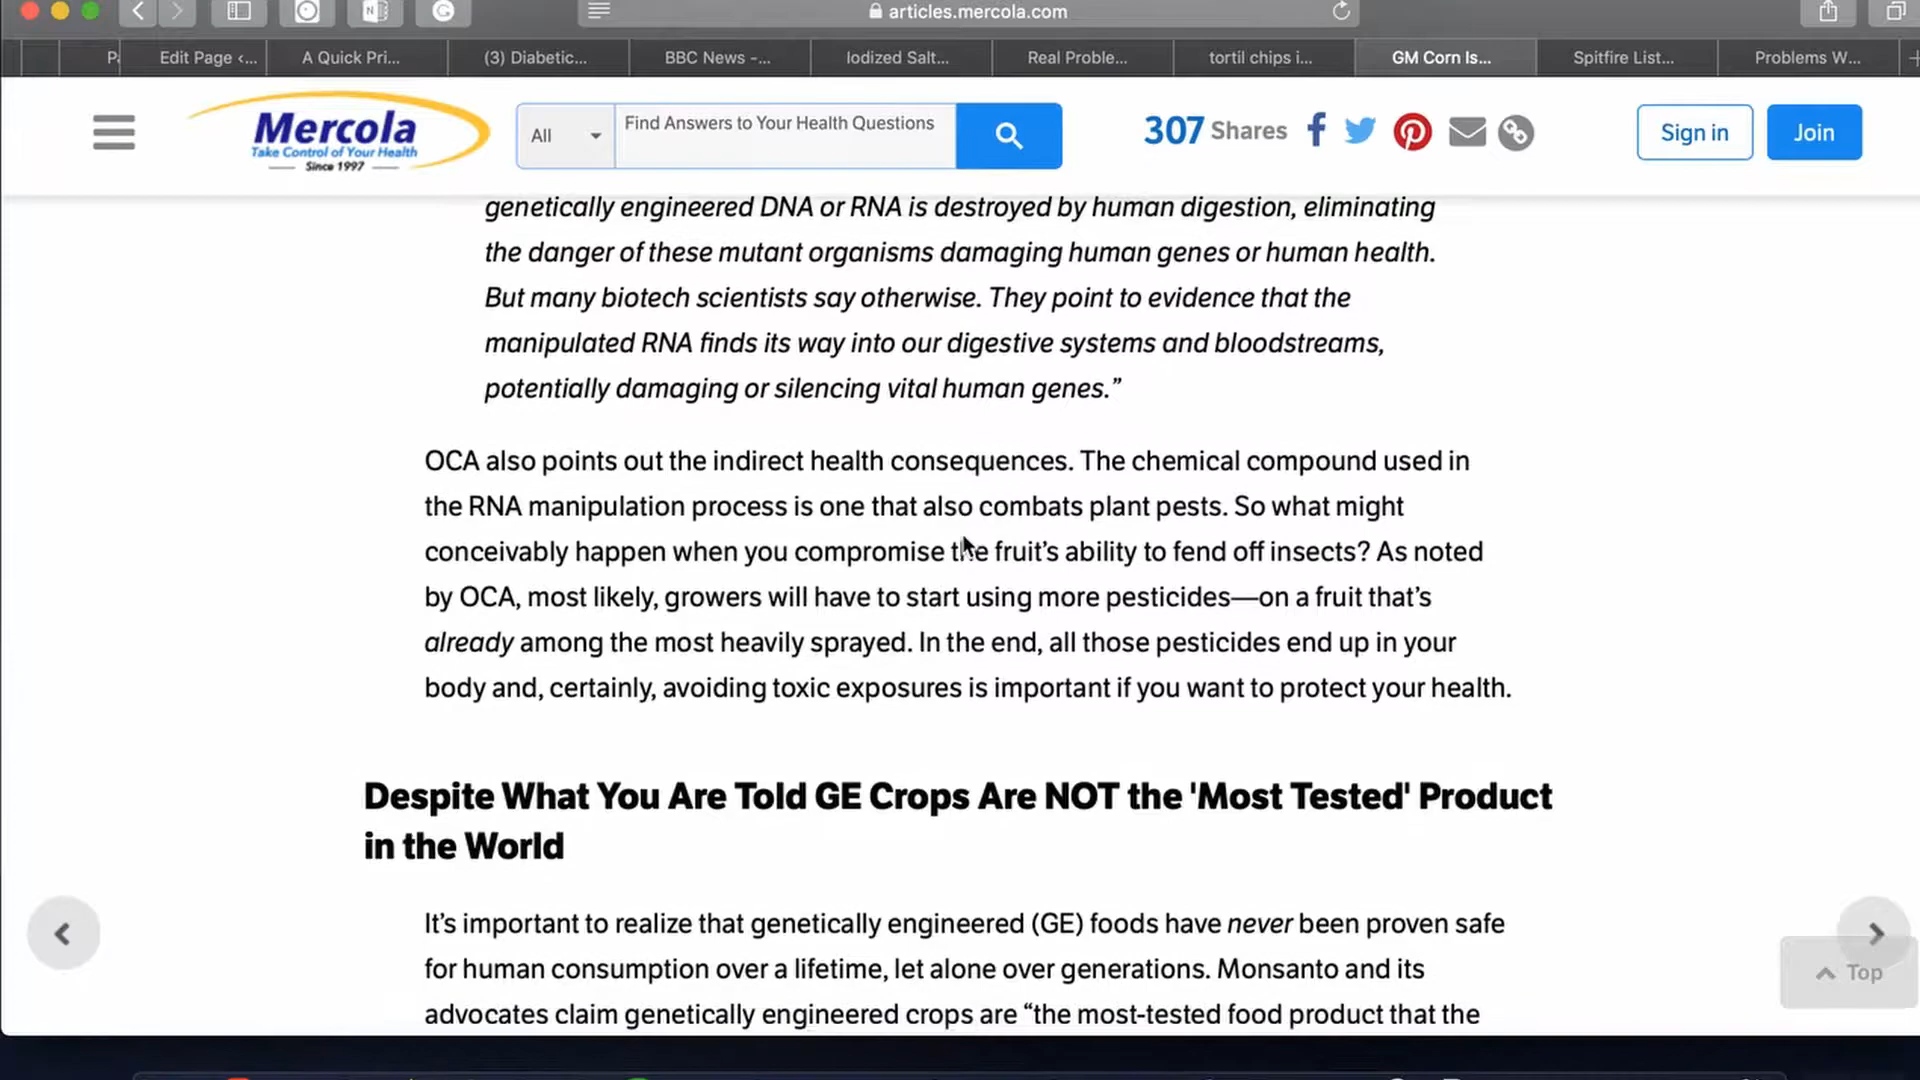 articles.mercola.com
Edit Page <...
A Quick Pri...
(3) Diabetic...
BBC News -...
Iodized Salt...
Real Proble...
tortil chips i...
GM Corn Is...
Spitfire List...
Problems W...
Mercola
Take Control of Your Health
Since 1997
All
Find Answers to Your Health Questions
307 Shares
Sign in
Join
genetically engineered DNA or RNA is destroyed by human digestion, eliminating
the danger of these mutant organisms damaging human genes or human health.
But many biotech scientists say otherwise. They point to evidence that the
manipulated RNA finds its way into our digestive systems and bloodstreams,
potentially damaging or silencing vital human genes.”
OCA also points out the indirect health consequences. The chemical compound used in
the RNA manipulation process is one that also combats plant pests. So what might
conceivably happen when you compromise the fruit’s ability to fend off insects? As noted
by OCA, most likely, growers will have to start using more pesticides—on a fruit that’s
already among the most heavily sprayed. In the end, all those pesticides end up in your
body and, certainly, avoiding toxic exposures is important if you want to protect your health.
Despite What You Are Told GE Crops Are NOT the 'Most Tested' Product
in the World
It’s important to realize that genetically engineered (GE) foods have never been proven safe
for human consumption over a lifetime, let alone over generations. Monsanto and its
advocates claim genetically engineered crops are “the most-tested food product that the
Top